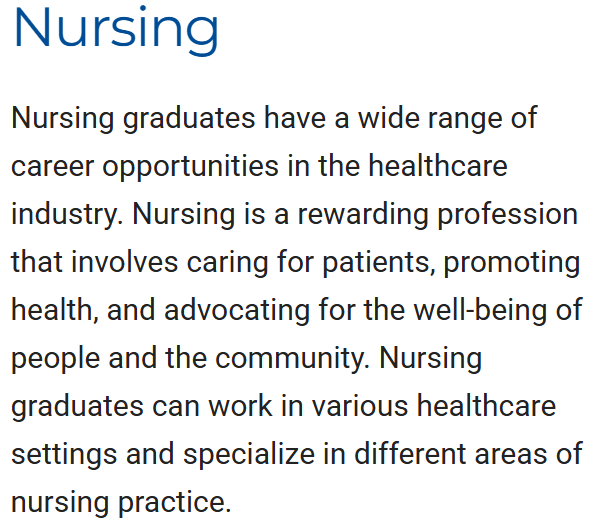 Nursing
Nursing graduates have a wide range of
career opportunities in the healthcare
industry. Nursing is a rewarding profession
that involves caring for patients, promoting
health, and advocating for the well-being of
people and the community. Nursing
graduates can work in various healthcare
settings and specialize in different areas of
nursing practice.